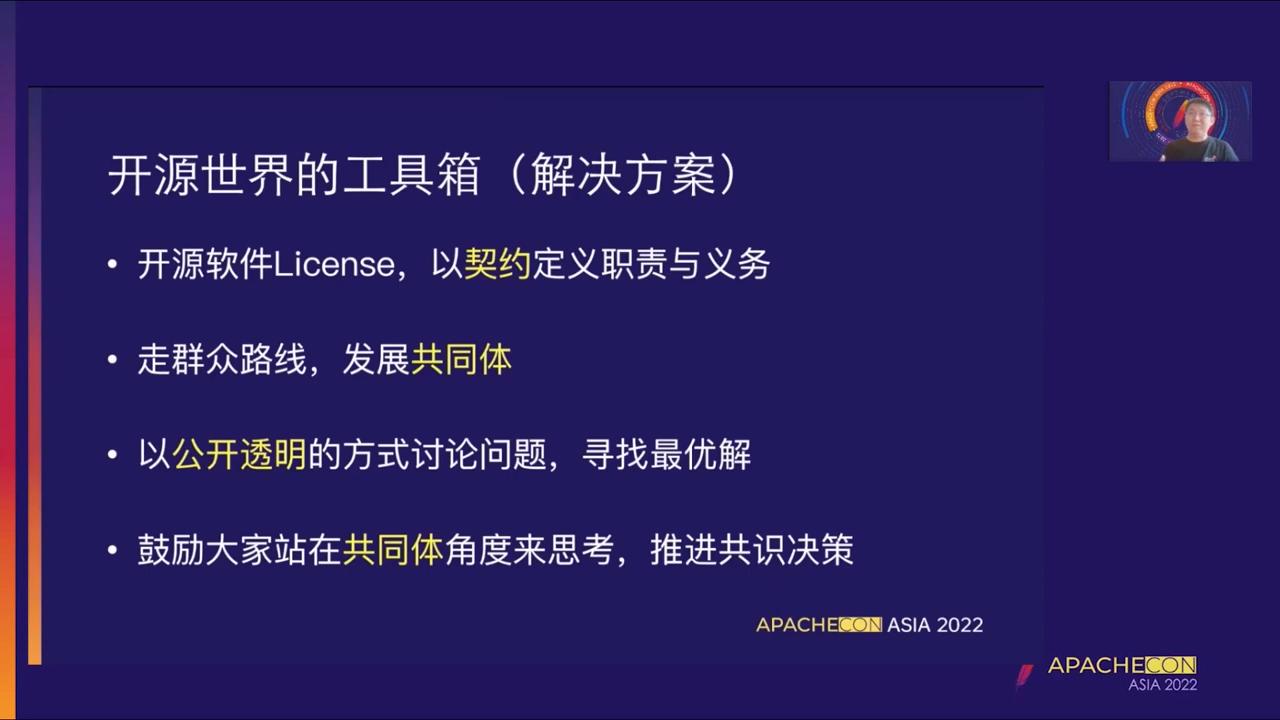 开源世界的工具箱（解决方案）
• 开源软件License，以契约定义职责与义务
• 走群众路线，发展共同体
• 以公开透明的方式讨论问题，寻找最优解
• 鼓励大家站在共同体角度来思考，推进共识决策
APACHECON ASIA 2022
APACHECON
ASIA 2022